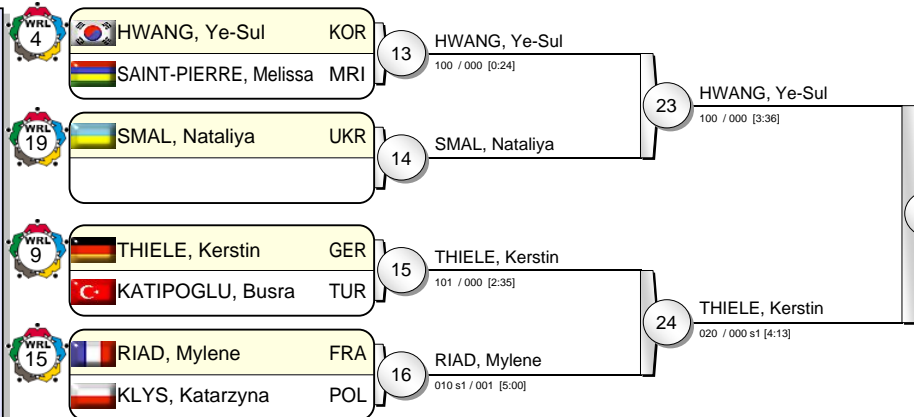 WRL 4
HWANG, Ye-Sul KOR
SAINT-PIERRE, Melissa MRI
13
HWANG, Ye-Sul
100 / 000 [0:24]
WRL 19
SMAL, Nataliya UKR
14
SMAL, Nataliya
23
HWANG, Ye-Sul
100 / 000 [3:36]
WRL 9
THIELE, Kerstin GER
KATIPOGLU, Busra TUR
15
THIELE, Kerstin
101 / 000 [2:35]
WRL 15
RIAD, Mylene FRA
KLYS, Katarzyna POL
16
RIAD, Mylene
010 s1 / 001 [5:00]
24
THIELE, Kerstin
020 / 000 s1 [4:13]